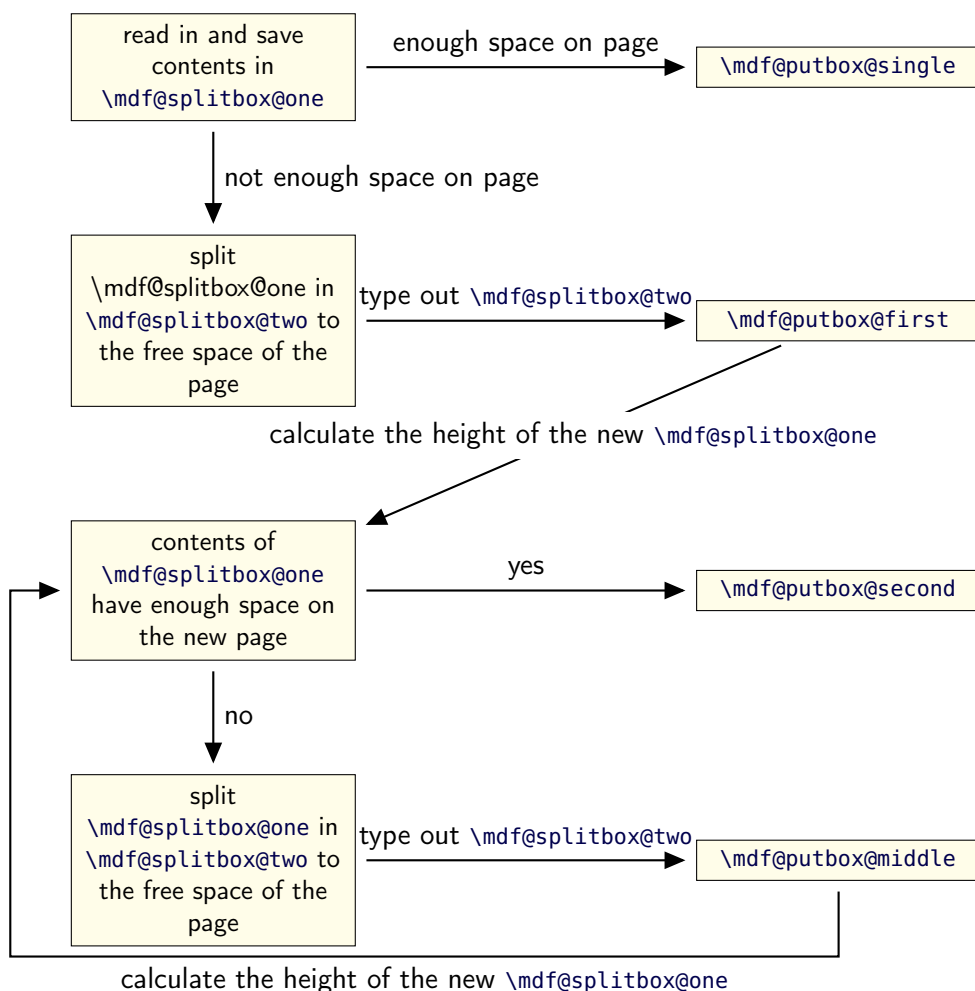 read in and save
contents in
\mdf@splitbox@one
enough space on page
\mdf@putbox@single
not enough space on page
split
\mdf@splitbox@one in
\mdf@splitbox@two to
the free space of the
page
type out \mdf@splitbox@two
\mdf@putbox@first
calculate the height of the new \mdf@splitbox@one
contents of
\mdf@splitbox@one
have enough space on
the new page
yes
\mdf@putbox@second
no
split
\mdf@splitbox@one in
\mdf@splitbox@two to
the free space of the
page
type out \mdf@splitbox@two
\mdf@putbox@middle
calculate the height of the new \mdf@splitbox@one